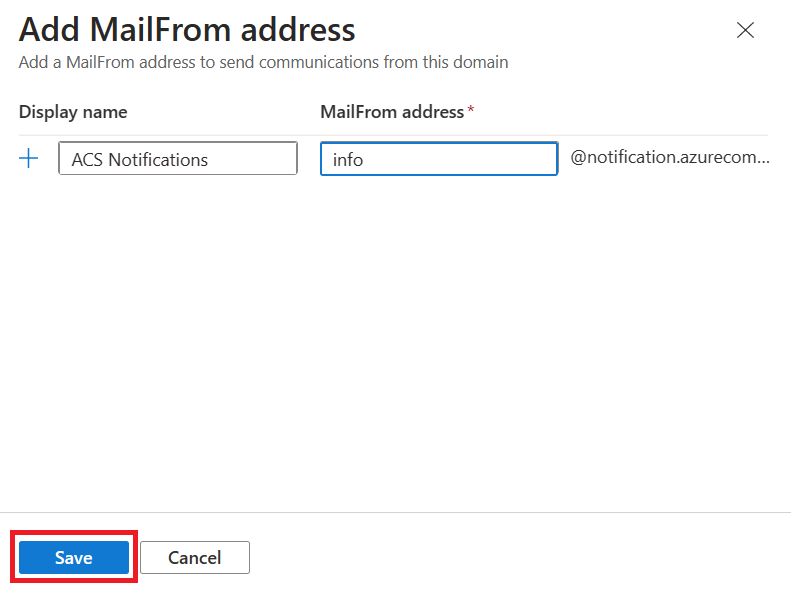 Add MailFrom address
Add a MailFrom address to send communications from this domain
Display name MailFrom address *
ACS Notifications info @notification.azurecom...
Save Cancel